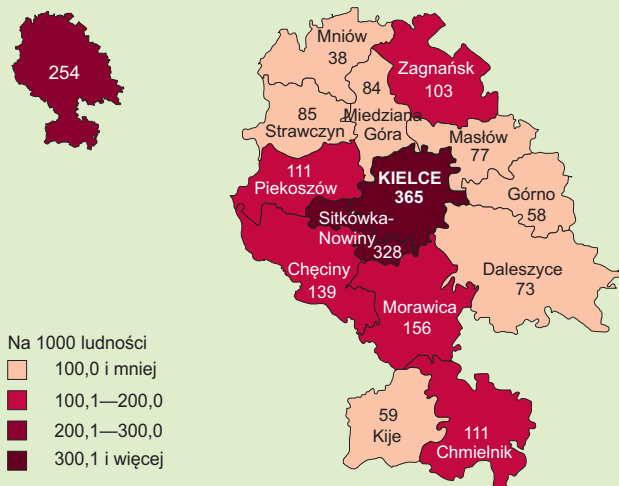 254
Mniów
38
Zagnańsk
103
84
Miedziana
Góra
85
Strawczyn
Masłów
77
111
Piekoszów
KIELCE
365
Górno
58
Sitkówka-
Nowiny
328
Chęciny
139
Daleszyce
73
Morawica
156
Na 1000 ludności
100,0 i mniej
100,1—200,0
200,1—300,0
300,1 i więcej
59
Kije
111
Chmielnik